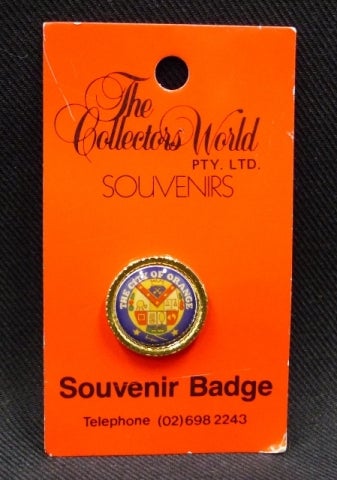 The
Collectors World
PTY. LTD.
SOUVENIRS
THE CITY OF ORANGE
Souvenir Badge
Telephone (02) 698 2243